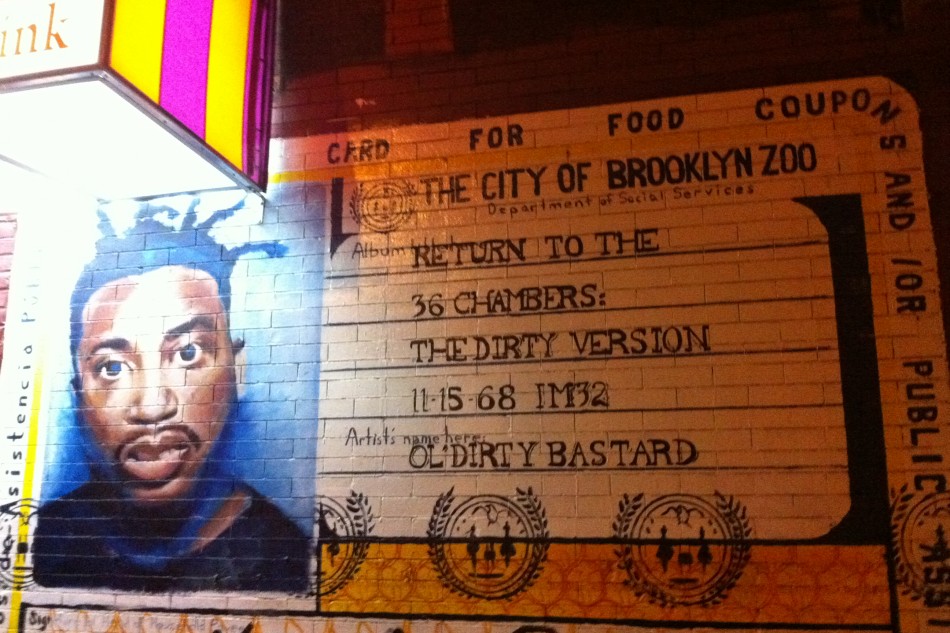 ink
CARD FOR FOOD COUPONS AND /OR PUBLIC
THE CITY OF BROOKLYN ZOO
Department of Social Services
Album
RETURN TO THE
36 CHAMBERS:
THE DIRTY VERSION
11-15-68 IM32
Artist's name here:
OL' DIRTY BASTARD
Asistencia